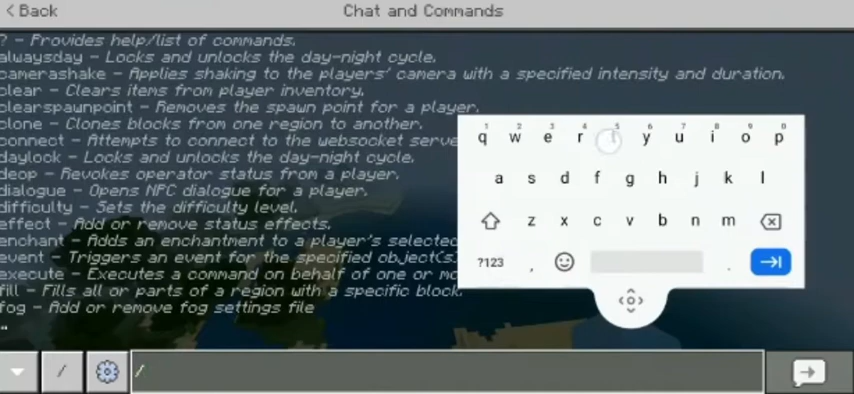 < Back
Chat and Commands
? - Provides help/list of commands.
alwaysday - Locks and unlocks the day-night cycle.
camerashake - Applies shaking to the players' camera with a specified intensity and duration.
clear - Clears items from player inventory.
clearspawnpoint - Removes the spawn point for a player.
clone - Clones blocks from one region to another.
connect - Attempts to connect to the websocket serve
daylock - Locks and unlocks the day-night cycle.
deop - Revokes operator status from a player.
dialogue - Opens NPC dialogue for a player.
difficulty - Sets the difficulty level.
effect - Add or remove status effects.
enchant - Adds an enchantment to a player's selected
event - Triggers an event for the specified object(s).
execute - Executes a command on behalf of one or mo
fill - Fills all or parts of a region with a specific block.
fog - Add or remove fog settings file
...
1 2 3 4 5 6 7 8 9 0
q w e r t y u i o p
a s d f g h j k l
z x c v b n m
?123 , .
/ /